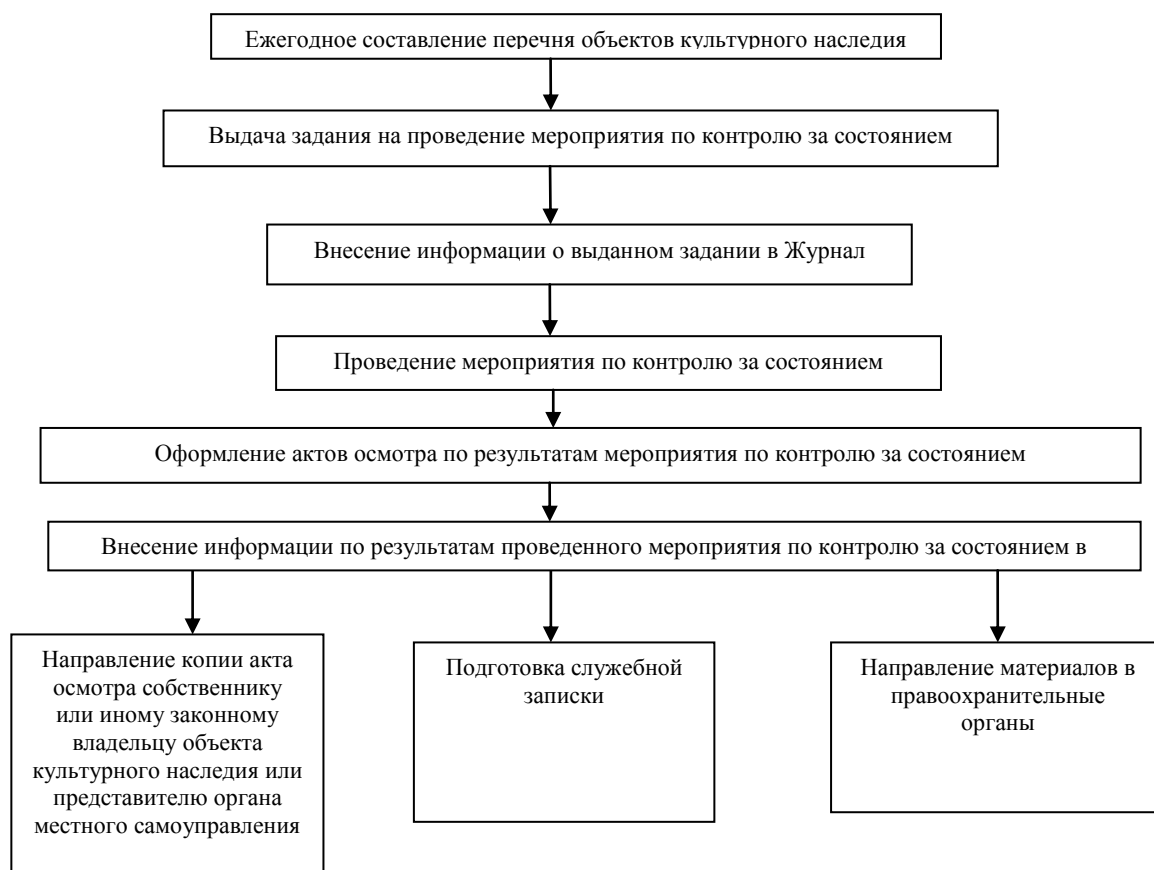 Ежегодное составление перечня объектов культурного наследия
Выдача задания на проведение мероприятия по контролю за состоянием
Внесение информации о выданном задании в Журнал
Проведение мероприятия по контролю за состоянием
Оформление актов осмотра по результатам мероприятия по контролю за состоянием
Внесение информации по результатам проведенного мероприятия по контролю за состоянием в
Направление копии акта
осмотра собственнику
или иному законному
владельцу объекта
культурного наследия или
представителю органа
местного самоуправления
Подготовка служебной
записки
Направление материалов в
правоохранительные
органы